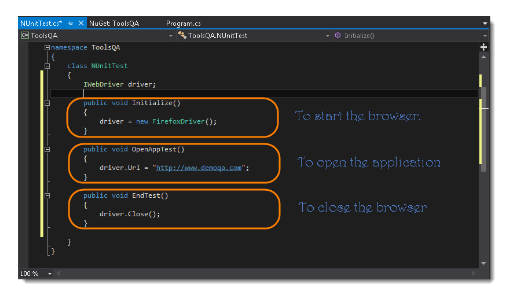 NUnitTest.cs*
NuGet: ToolsQA
Program.cs
ToolsQA
ToolsQA.NUnitTest
Initialize()
namespace ToolsQA
{
class NUnitTest
{
IWebDriver driver;
public void Initialize()
{
driver = new FirefoxDriver();
}
To start the browser.
public void OpenAppTest()
{
driver.Url = "http://www.demoqa.com";
}
To open the application
public void EndTest()
{
driver.Close();
}
To close the browser
}
}
100 %